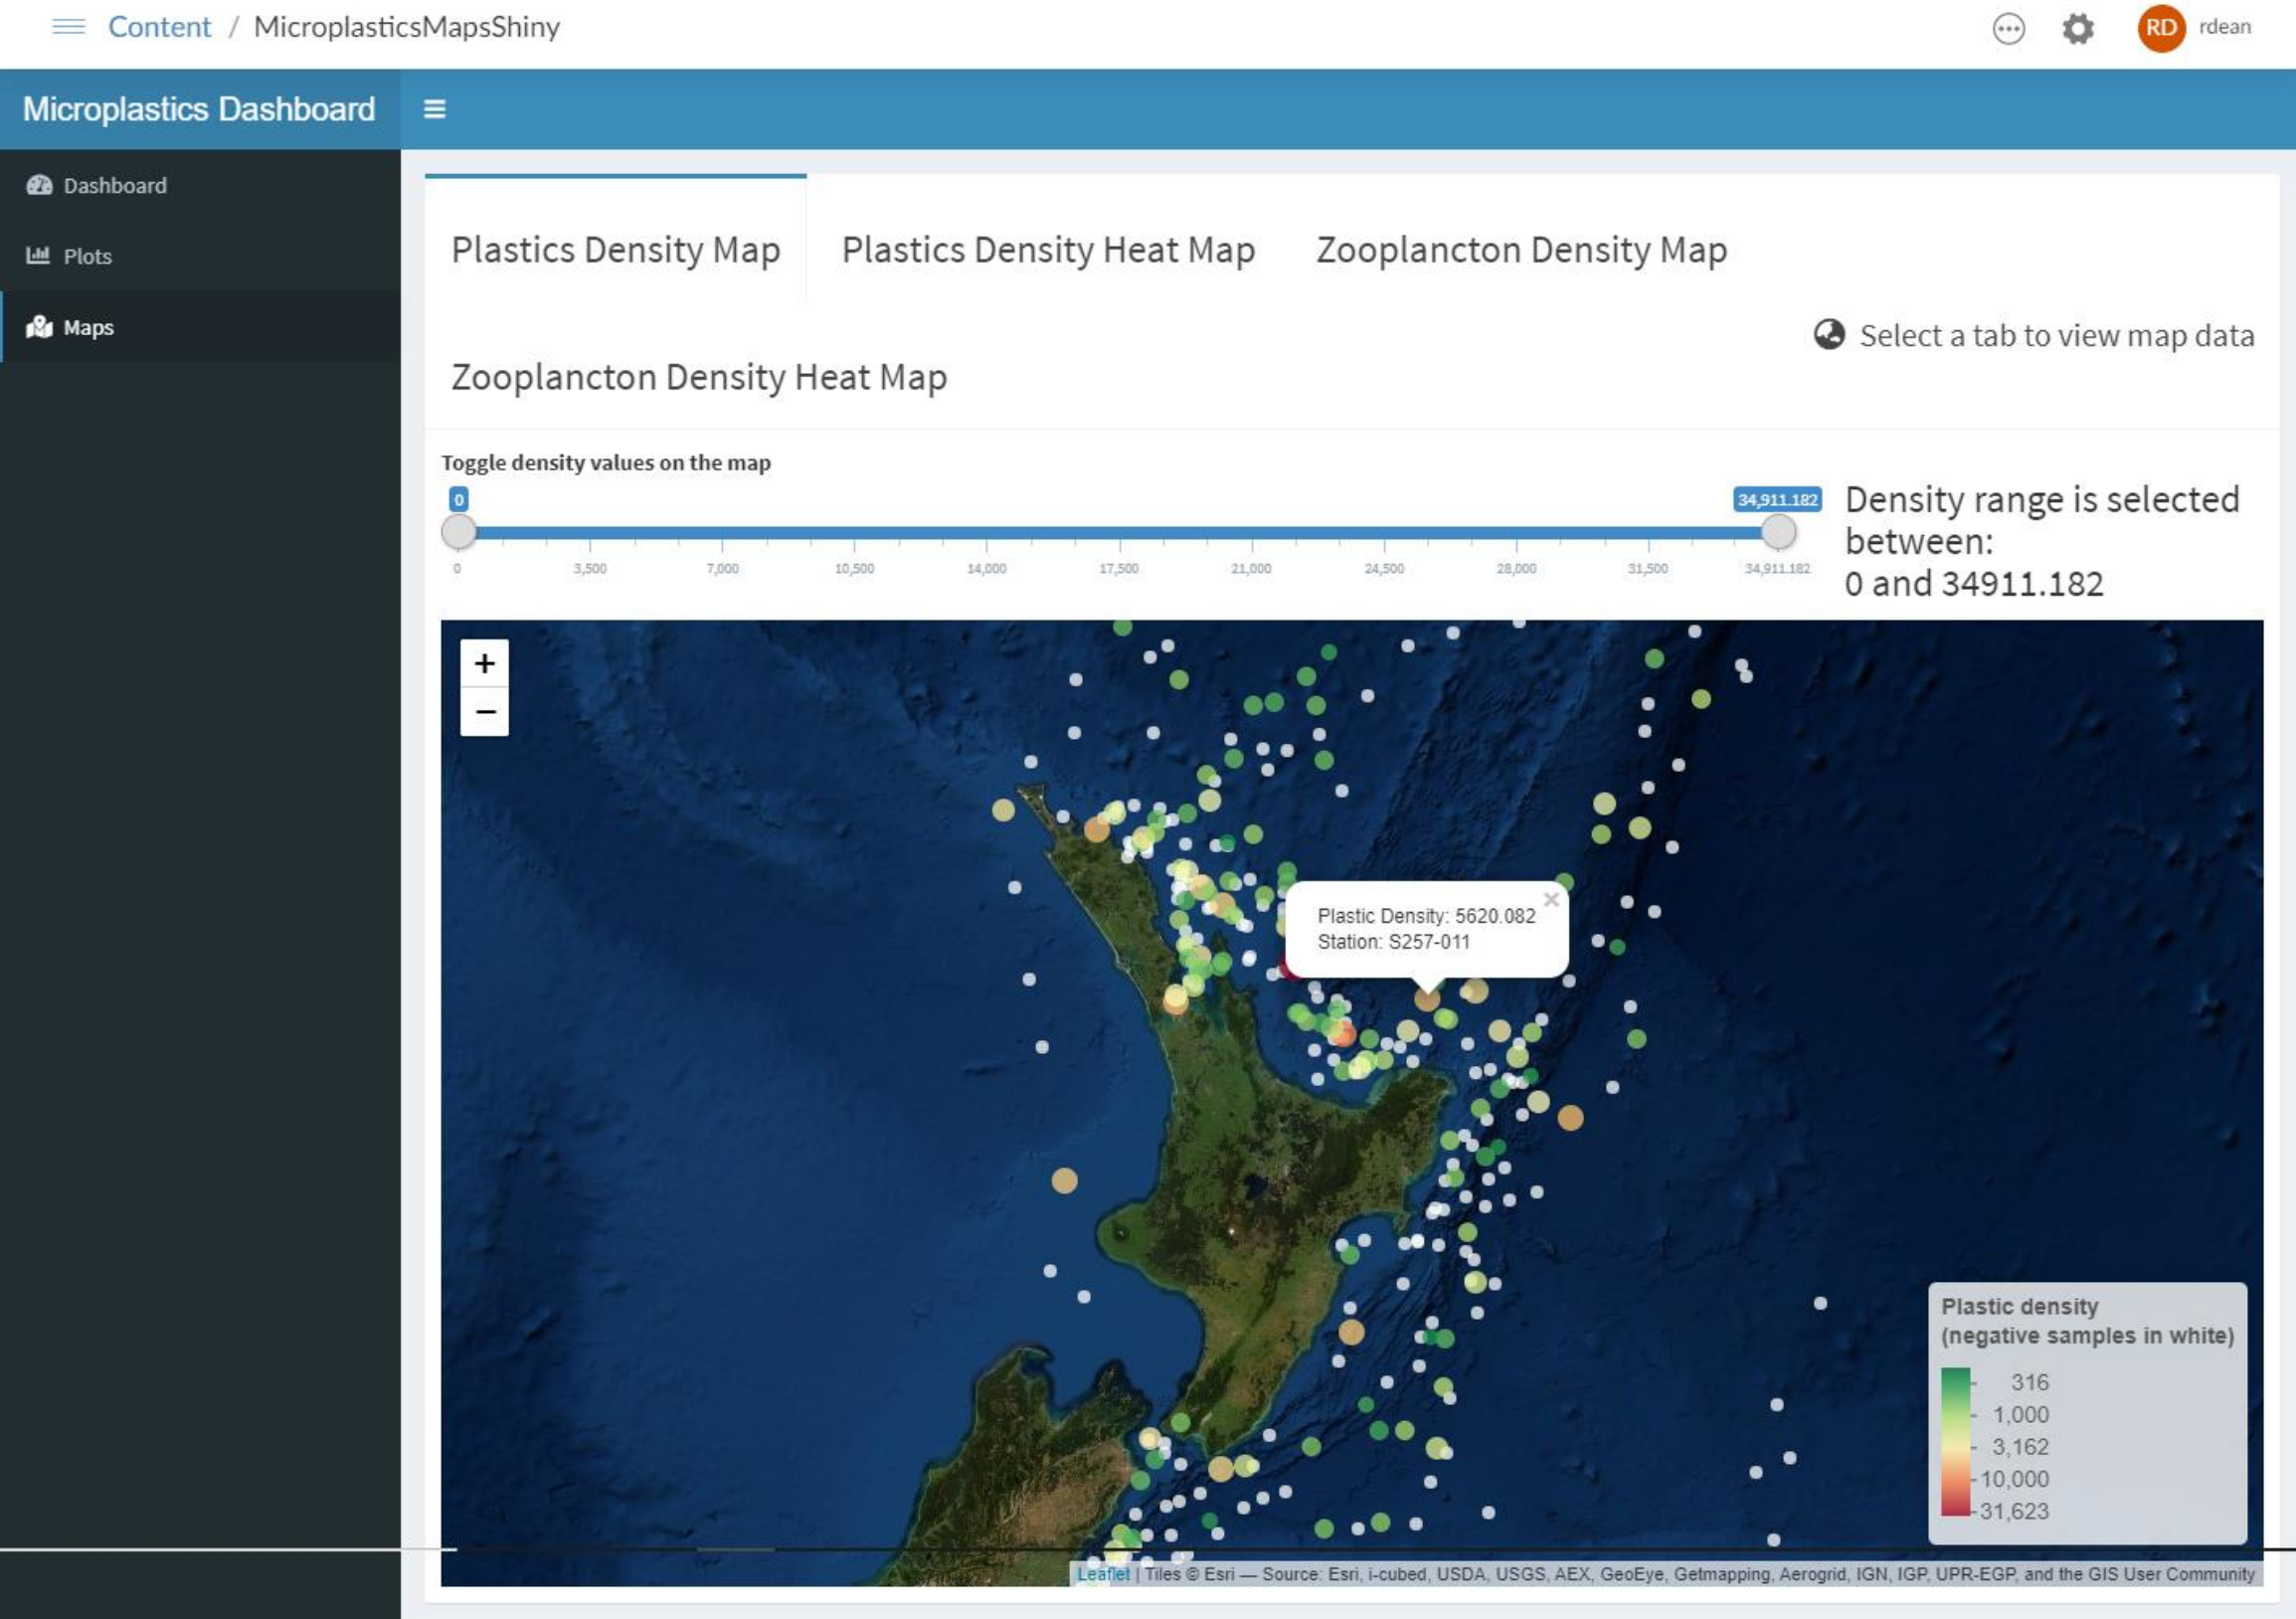 Content / MicroplasticsMapsShiny
RD rdean
Microplastics Dashboard
Dashboard
Plots
Maps
Plastics Density Map
Plastics Density Heat Map
Zooplancton Density Map
Zooplancton Density Heat Map
Select a tab to view map data
Toggle density values on the map
0
34,911.182
0 3,500 7,000 10,500 14,000 17,500 21,000 24,500 28,000 31,500 34,911.182
Density range is selected
between:
0 and 34911.182
+
−
Plastic Density: 5620.082
Station: S257-011
×
Plastic density
(negative samples in white)
316
1,000
3,162
10,000
31,623
Leaflet | Tiles © Esri — Source: Esri, i-cubed, USDA, USGS, AEX, GeoEye, Getmapping, Aerogrid, IGN, IGP, UPR-EGP, and the GIS User Community